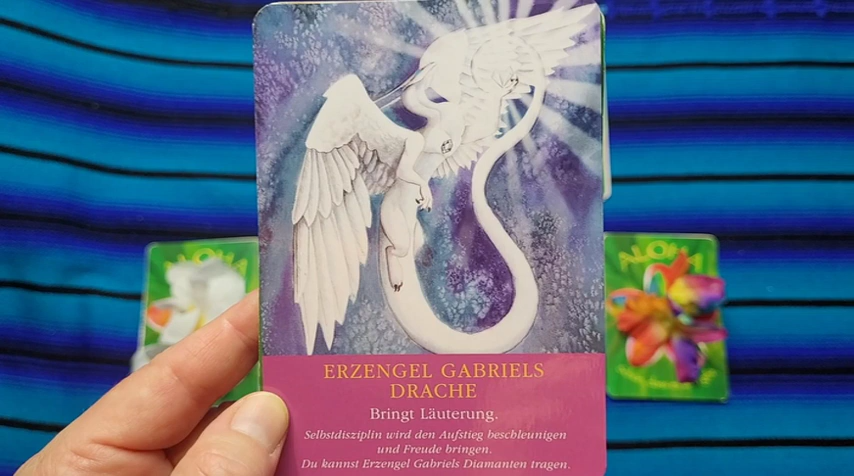 ERZENGEL GABRIELS
DRACHE
Bringt Läuterung.
Selbstdisziplin wird den Aufstieg beschleunigen
und Freude bringen.
Du kannst Erzengel Gabriels Diamanten tragen.
ALOHA
ALOHA